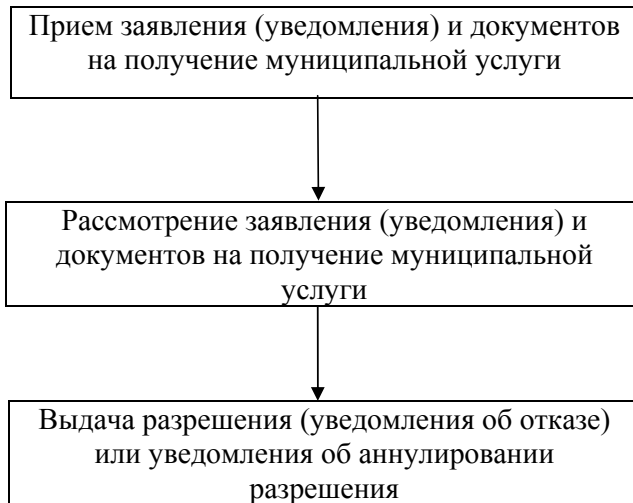 Прием заявления (уведомления) и документов
на получение муниципальной услуги
Рассмотрение заявления (уведомления) и
документов на получение муниципальной
услуги
Выдача разрешения (уведомления об отказе)
или уведомления об аннулировании
разрешения